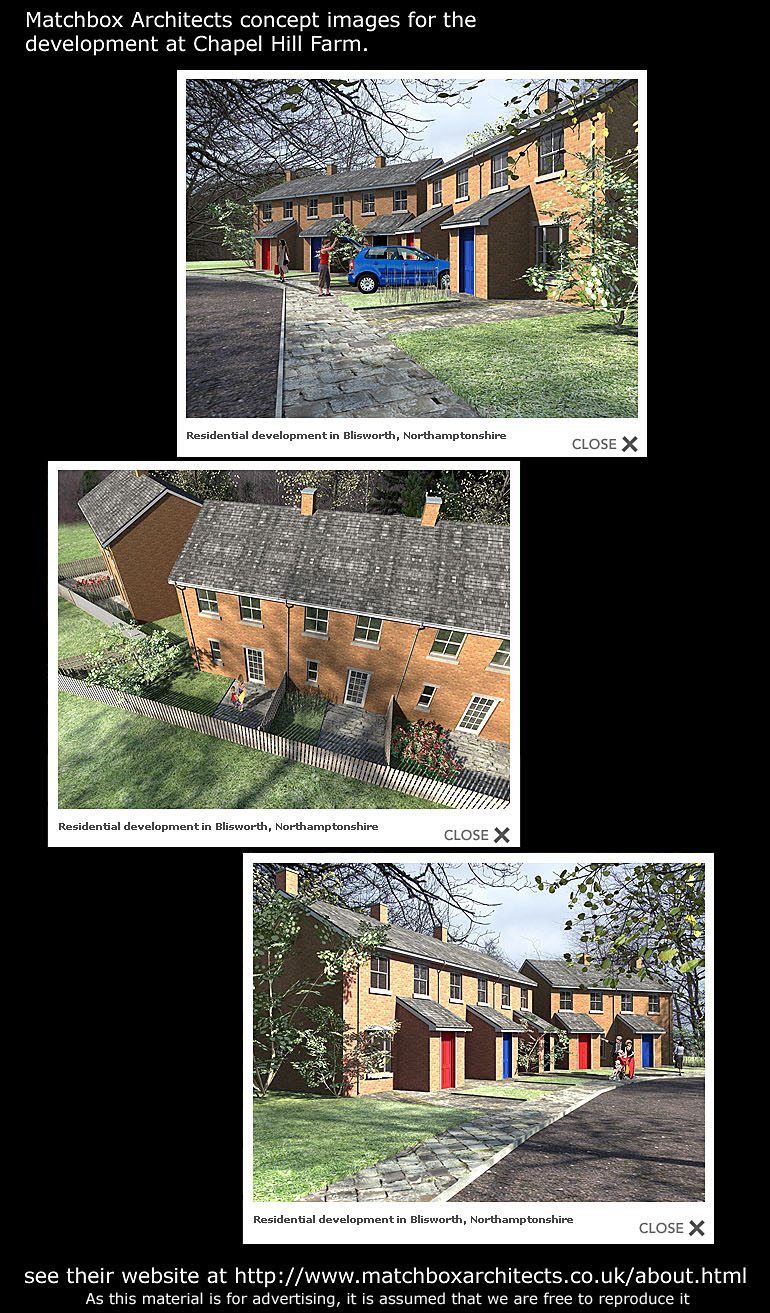 Matchbox Architects concept images for the
development at Chapel Hill Farm.
Residential development in Blisworth, Northamptonshire
CLOSE X
Residential development in Blisworth, Northamptonshire
CLOSE X
Residential development in Blisworth, Northamptonshire
CLOSE X
see their website at http://www.matchboxarchitects.co.uk/about.html
As this material is for advertising, it is assumed that we are free to reproduce it